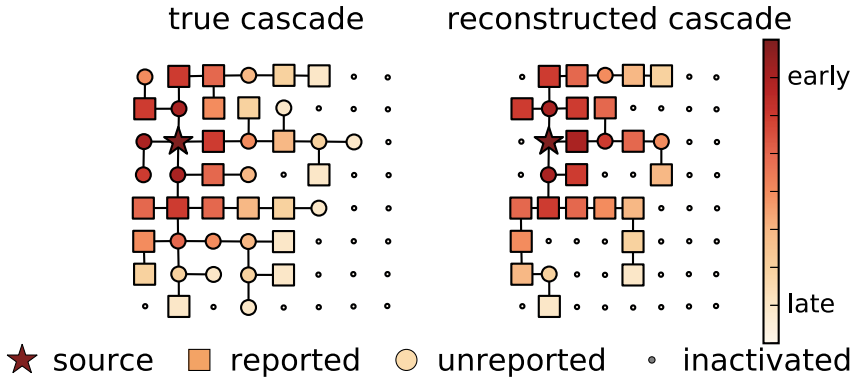 true cascade
reconstructed cascade
early
late
source
reported
unreported
inactivated